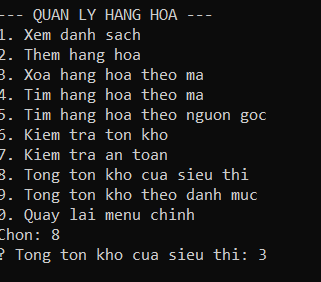 --- QUAN LY HANG HOA ---
1. Xem danh sach
2. Them hang hoa
3. Xoa hang hoa theo ma
4. Tim hang hoa theo ma
5. Tim hang hoa theo nguon goc
6. Kiem tra ton kho
7. Kiem tra an toan
8. Tong ton kho cua sieu thi
9. Tong ton kho theo danh muc
0. Quay lai menu chinh
Chon: 8
? Tong ton kho cua sieu thi: 3